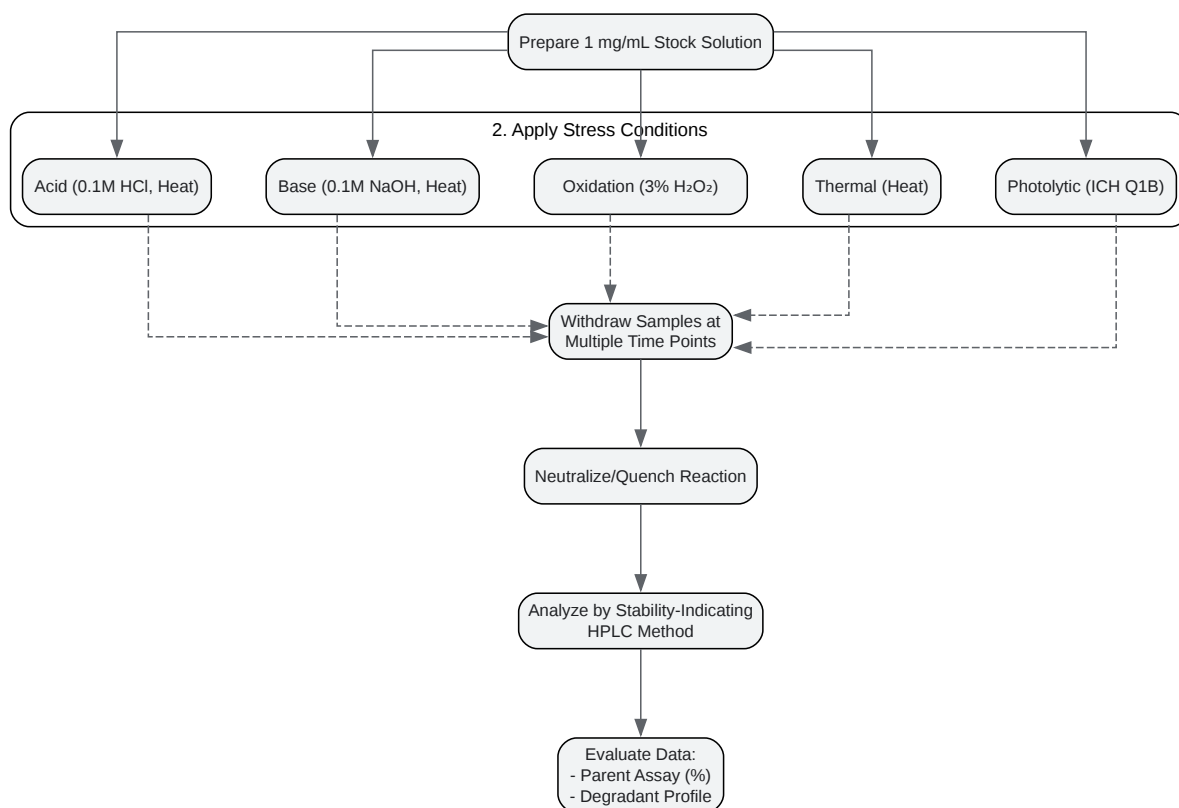 Prepare 1 mg/mL Stock Solution
2. Apply Stress Conditions
Acid (0.1M HCl, Heat)
Base (0.1M NaOH, Heat)
Oxidation (3% H₂O₂)
Thermal (Heat)
Photolytic (ICH Q1B)
Withdraw Samples at
Multiple Time Points
Neutralize/Quench Reaction
Analyze by Stability-Indicating
HPLC Method
Evaluate Data:
- Parent Assay (%)
- Degradant Profile